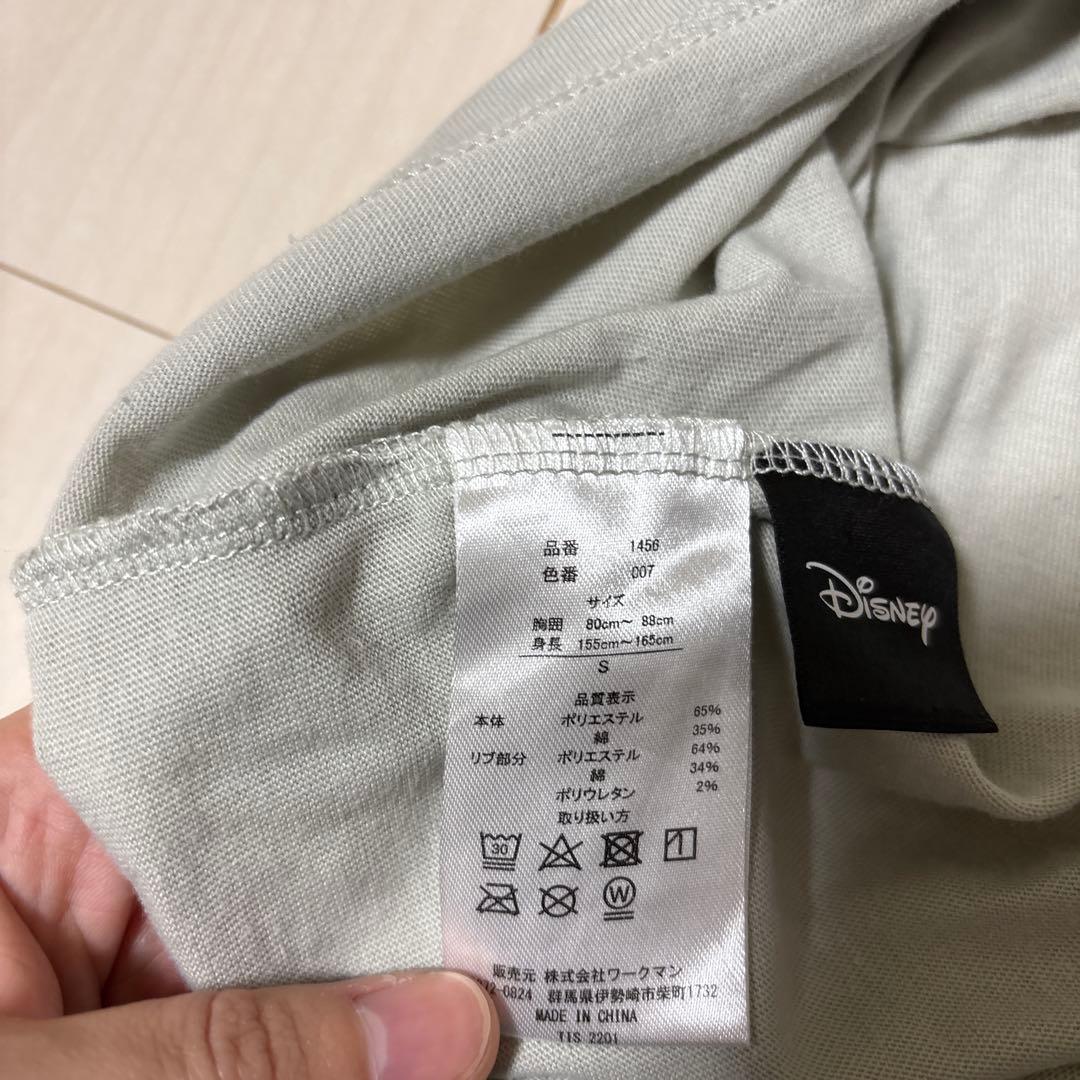 品番 1456
色番 007
サイズ
胸囲 80cm～ 88cm
身長 155cm～ 165cm
S
品質表示
本体 ポリエステル 65%
綿 35%
リブ部分 ポリエステル 64%
綿 34%
ポリウレタン 2%
取り扱い方
30
W
販売元 株式会社ワークマン
72-0824 群馬県伊勢崎市柴町1732
MADE IN CHINA
TIS 2201
Disney